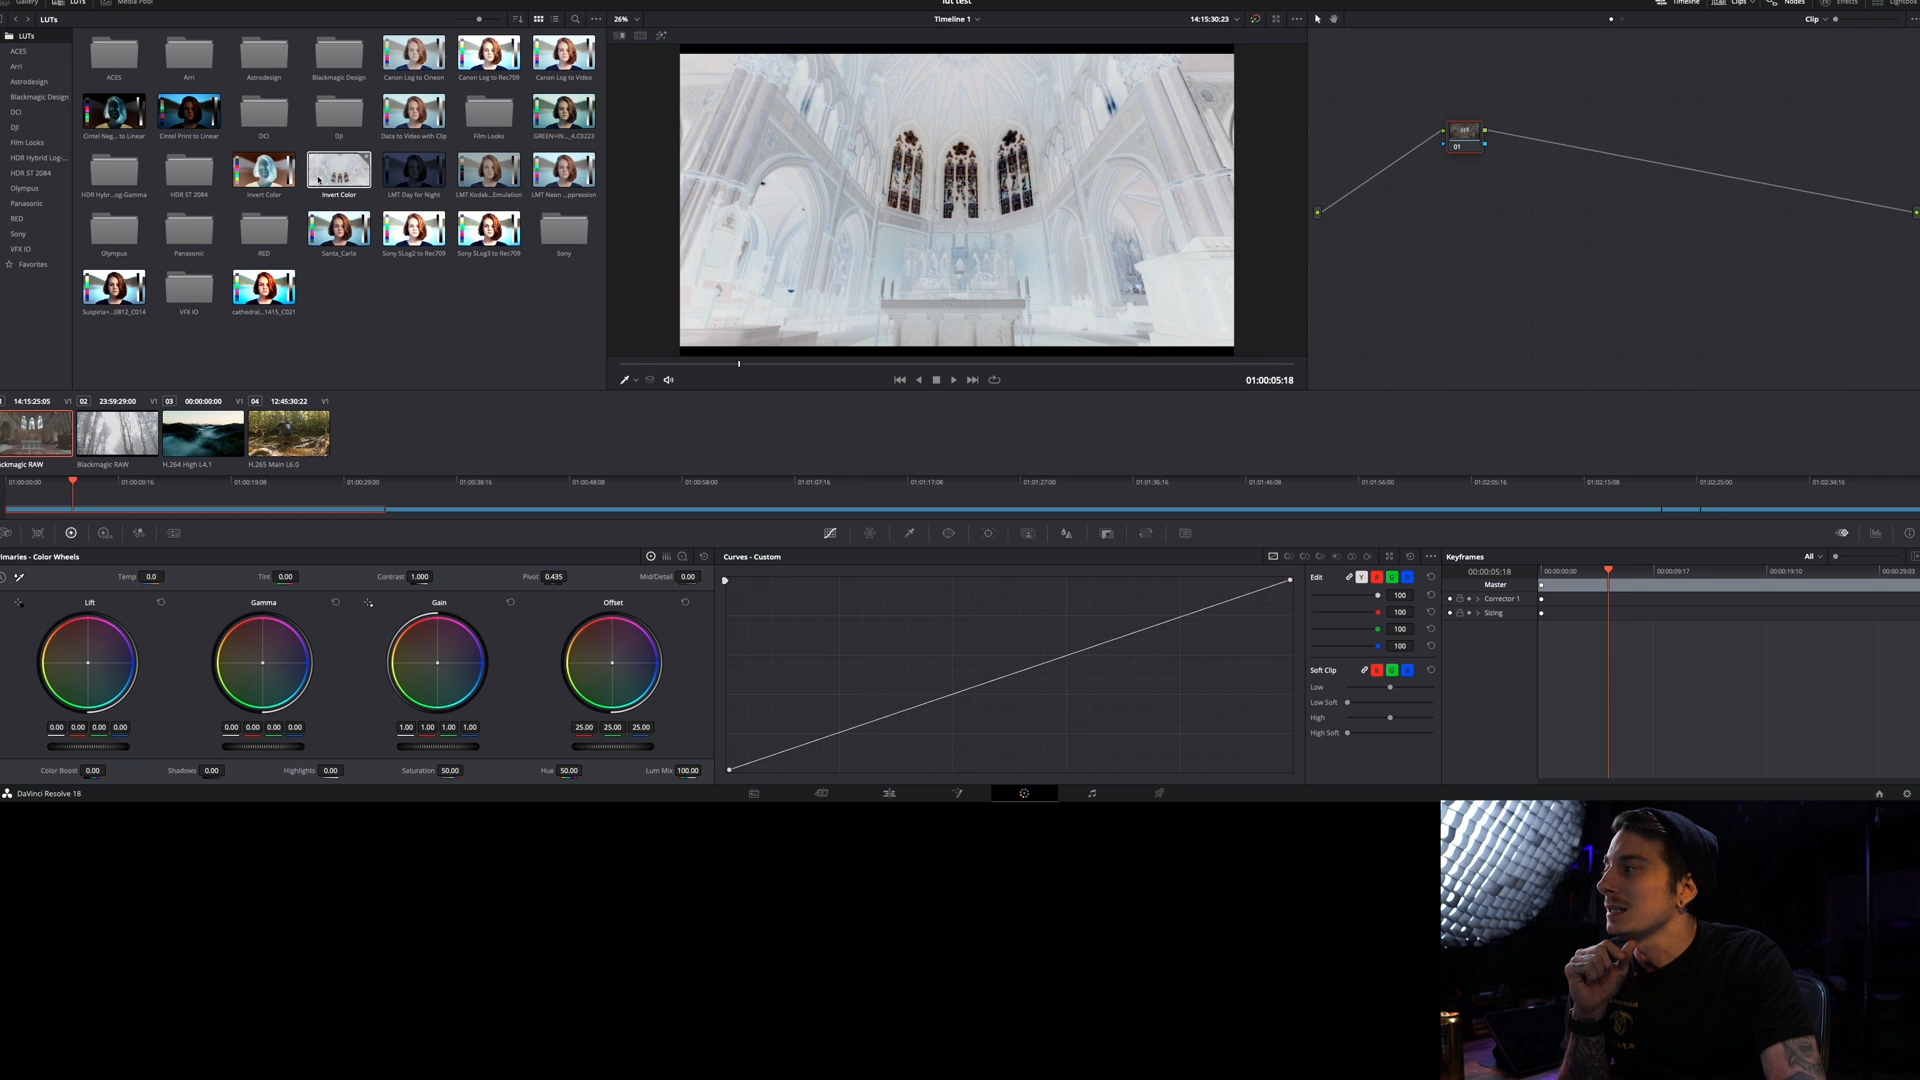 Gallery
LUTs
Media Pool
lut test
Timeline
Clips
Nodes
Effects
Lightbox
LUTs
26%
Timeline 1
14:15:30:23
Clip
LUTs
ACES
Arri
Astrodesign
Blackmagic Design
DCI
DJI
Film Looks
HDR Hybrid Log-...
HDR ST 2084
Olympus
Panasonic
RED
Sony
VFX IO
Favorites
ACES
Arri
Astrodesign
Blackmagic Design
Canon Log to Cineon
Canon Log to Rec709
Canon Log to Video
Cintel Neg... to Linear
Cintel Print to Linear
DCI
DJI
Data to Video with Clip
Film Looks
GREEN+IN..._4.C0223
HDR Hybr...og-Gamma
HDR ST 2084
Invert Color
Invert Color
LMT Day for Night
LMT Kodak...Emulation
LMT Neon ...ppression
Olympus
Panasonic
RED
Santa_Carla
Sony SLog2 to Rec709
Sony SLog3 to Rec709
Sony
Suspiria+...0812_C014
VFX IO
cathedral...1415_C021
01
01:00:05:18
14:15:25:05 V1
02 23:59:29:00 V1
03 00:00:00:00 V1
04 12:45:30:22 V1
ckmagic RAW
Blackmagic RAW
H.264 High L4.1
H.265 Main L6.0
01:00:00:00
01:00:09:16
01:00:19:08
01:00:29:00
01:00:38:16
01:00:48:08
01:00:58:00
01:01:07:16
01:01:17:08
01:01:27:00
01:01:36:16
01:01:46:08
01:01:56:00
01:02:05:16
01:02:15:08
01:02:25:00
01:02:34:16
rimaries - Color Wheels
Temp 0.0
Tint 0.00
Contrast 1.000
Pivot 0.435
Mid/Detail 0.00
Lift
Gamma
Gain
Offset
0.00 0.00 0.00 0.00
0.00 0.00 0.00 0.00
1.00 1.00 1.00 1.00
25.00 25.00 25.00
Color Boost 0.00
Shadows 0.00
Highlights 0.00
Saturation 50.00
Hue 50.00
Lum Mix 100.00
Curves - Custom
Edit
Y R G B
100
100
100
100
Soft Clip
R G B
Low
Low Soft
High
High Soft
Keyframes
All
00:00:05:18
00:00:00:00
00:00:09:17
00:00:19:10
00:00:29:03
Master
Corrector 1
Sizing
DaVinci Resolve 18